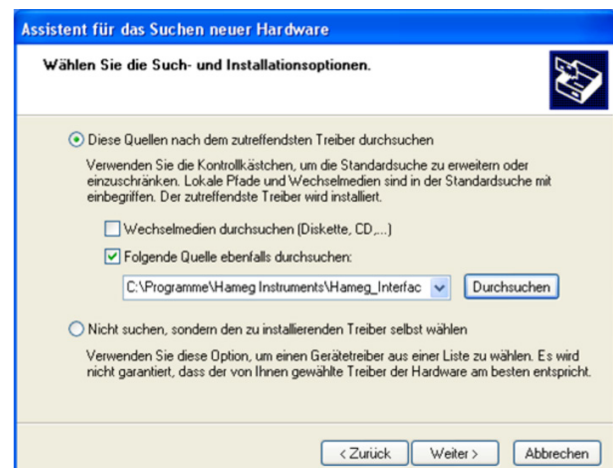 Assistent für das Suchen neuer Hardware
Wählen Sie die Such- und Installationsoptionen.
Diese Quellen nach dem zutreffendsten Treiber durchsuchen
Verwenden Sie die Kontrollkästchen, um die Standardsuche zu erweitern oder
einzuschränken. Lokale Pfade und Wechselmedien sind in der Standardsuche mit
einbegriffen. Der zutreffendste Treiber wird installiert.
Wechselmedien durchsuchen (Diskette, CD,...)
Folgende Quelle ebenfalls durchsuchen:
C:\Programme\Hameg Instruments\Hameg_Interfac
Durchsuchen
Nicht suchen, sondern den zu installierenden Treiber selbst wählen
Verwenden Sie diese Option, um einen Gerätetreiber aus einer Liste zu wählen. Es wird
nicht garantiert, dass der von Ihnen gewählte Treiber der Hardware am besten entspricht.
< Zurück Weiter > Abbrechen